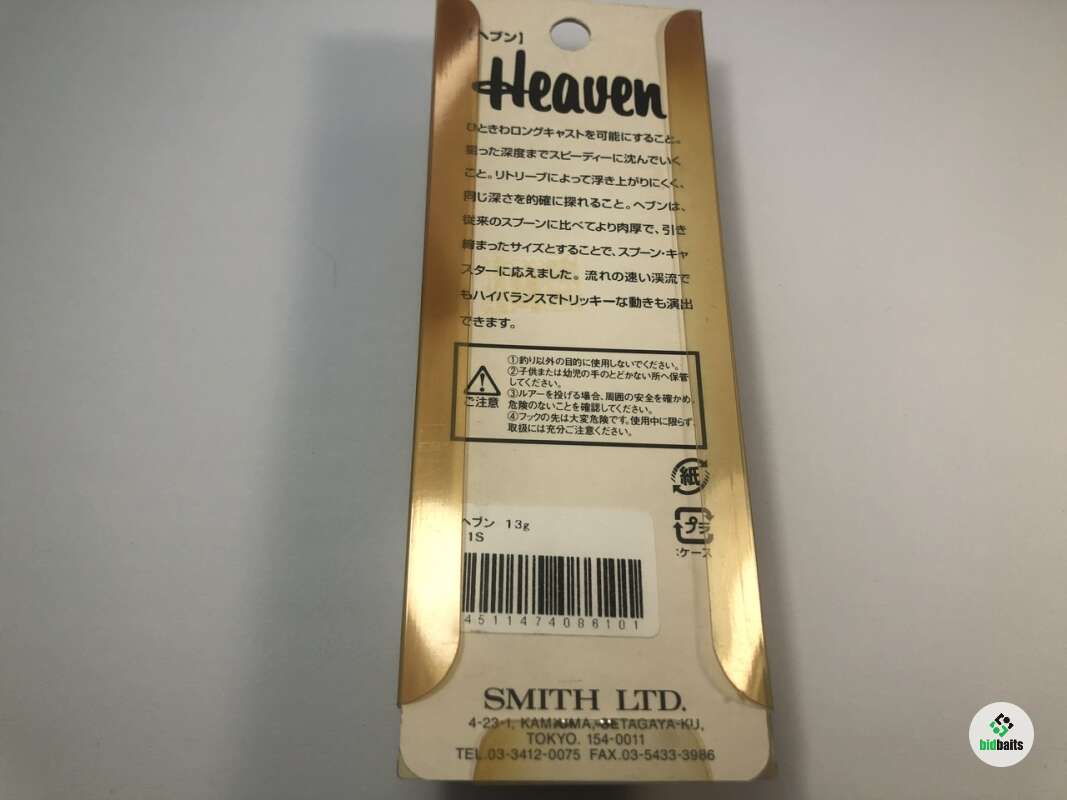 【ヘブン】
Heaven
ひときわロングキャストを可能にすること。
狙った深度までスピーディーに沈んでいく
こと。リトリーブによって浮き上がりにくく、
同じ深さを的確に探れること。ヘブンは、
従来のスプーンに比べてより肉厚で、引き
締まったサイズとすることで、スプーン・キャ
スターに応えました。流れの速い渓流で
もハイバランスでトリッキーな動きも演出
できます。
ご注意
①釣り以外の目的に使用しないでください。
②子供または幼児の手のとどかない所へ保管
してください。
③ルアーを投げる場合、周囲の安全を確かめ、
危険のないことを確認してください。
④フックの先は大変危険です。使用中に限らず、
取扱には充分ご注意ください。
紙
プラ
:ケース
ヘブン 13g
1S
4511474086101
SMITH LTD.
4-23-1, KAMIUMA, SETAGAYA-KU,
TOKYO. 154-0011
TEL.03-3412-0075 FAX.03-5433-3986
bidbaits